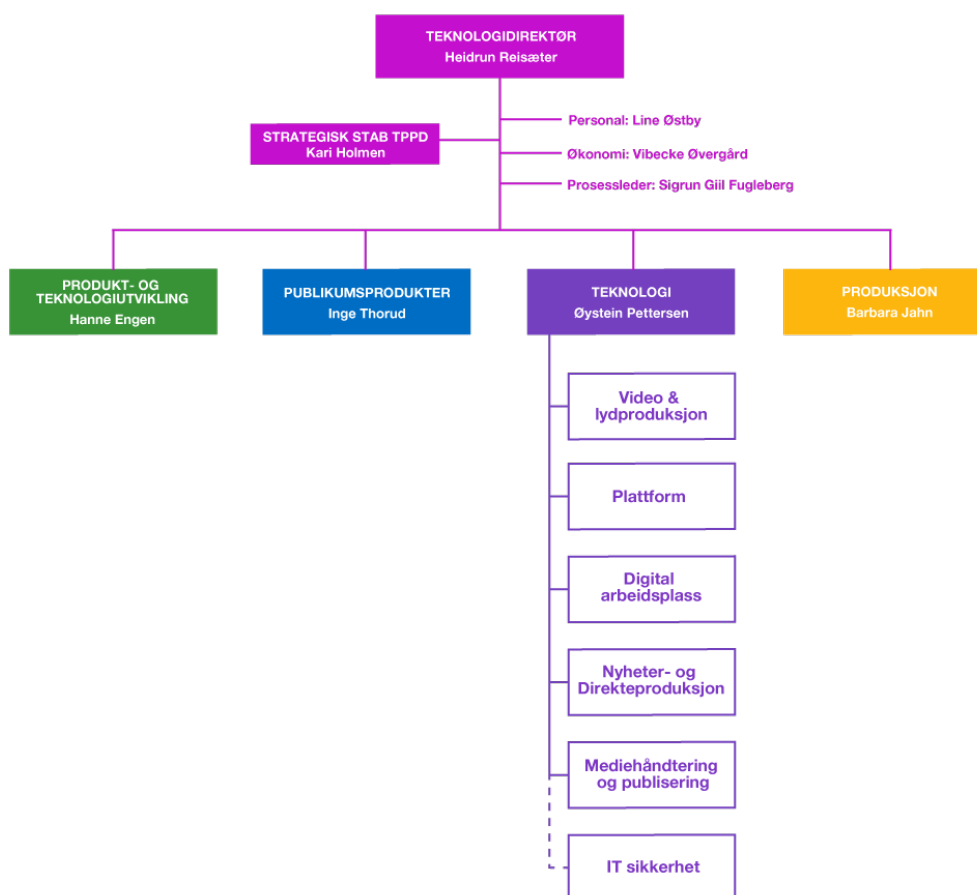 TEKNOLOGIDIREKTØR
Heidrun Reisæter
Personal: Line Østby
STRATEGISK STAB TPPD
Kari Holmen
Økonomi: Vibecke Øvergård
Prosessleder: Sigrun Giil Fugleberg
PRODUKT- OG
TEKNOLOGIUTVIKLING
Hanne Engen
PUBLIKUMSPRODUKTER
Inge Thorud
TEKNOLOGI
Øystein Pettersen
PRODUKSJON
Barbara Jahn
Video &
lydproduksjon
Plattform
Digital
arbeidsplass
Nyheter- og
Direkteproduksjon
Mediehåndtering
og publisering
IT sikkerhet